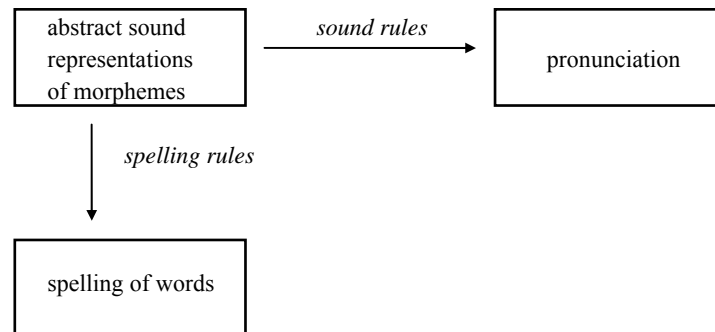 abstract sound
representations
of morphemes
sound rules
pronunciation
spelling rules
spelling of words